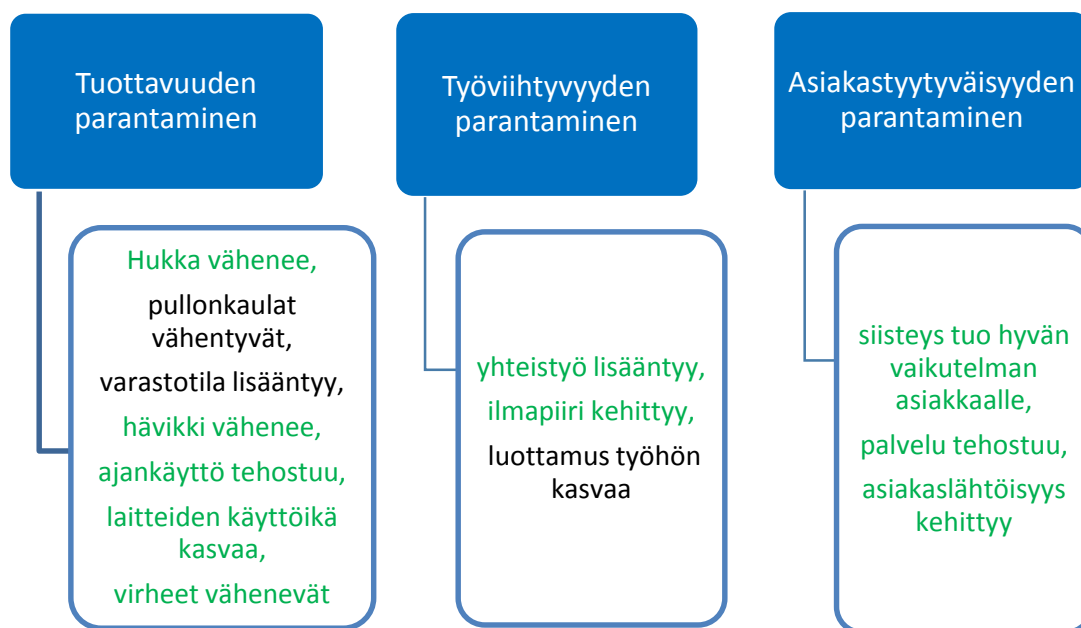 Tuottavuuden
parantaminen
Hukka vähenee,
pullonkaulat
vähentyvät,
varastotila lisääntyy,
hävikki vähenee,
ajankäyttö tehostuu,
laitteiden käyttöikä
kasvaa,
virheet vähenevät
Työviihtyvyyden
parantaminen
yhteistyö lisääntyy,
ilmapiiri kehittyy,
luottamus työhön
kasvaa
Asiakastyytyväisyyden
parantaminen
siisteys tuo hyvän
vaikutelman
asiakkaalle,
palvelu tehostuu,
asiakaslähtöisyys
kehittyy